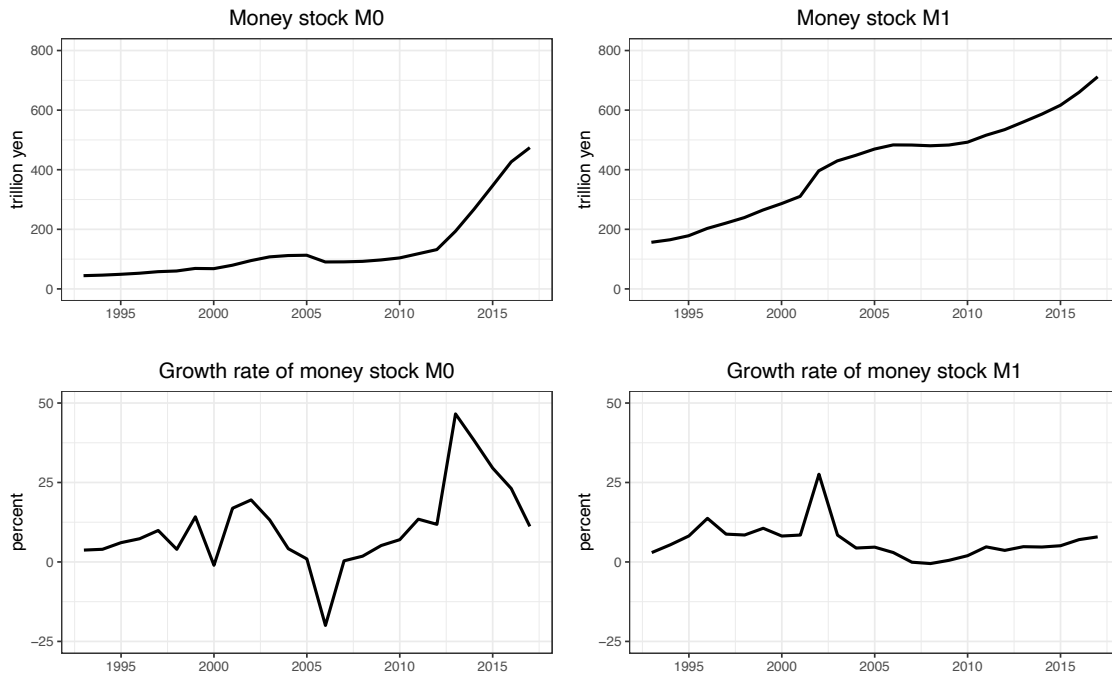 Money stock M0
800
600
400
200
0
trillion yen
1995 2000 2005 2010 2015
Money stock M1
800
600
400
200
0
trillion yen
1995 2000 2005 2010 2015
Growth rate of money stock M0
50
25
0
−25
percent
1995 2000 2005 2010 2015
Growth rate of money stock M1
50
25
0
−25
percent
1995 2000 2005 2010 2015